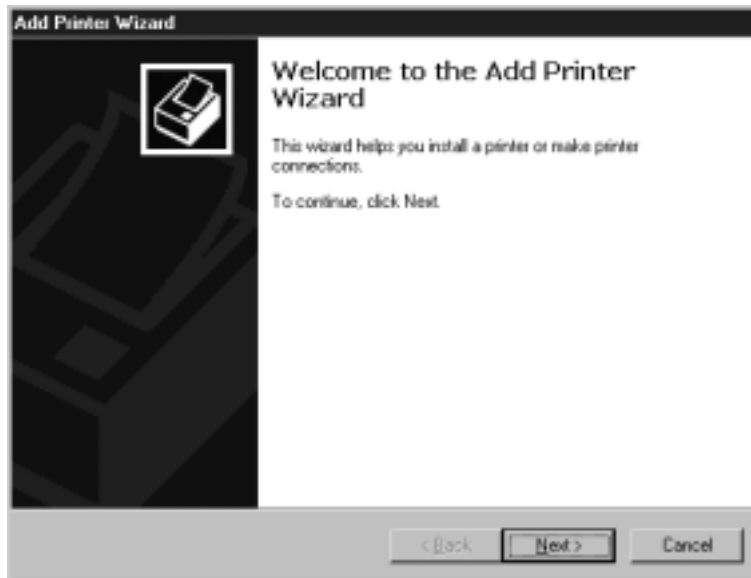 Add Printer Wizard
Welcome to the Add Printer
Wizard
This wizard helps you install a printer or make printer
connections.
To continue, click Next.
< Back
Next >
Cancel